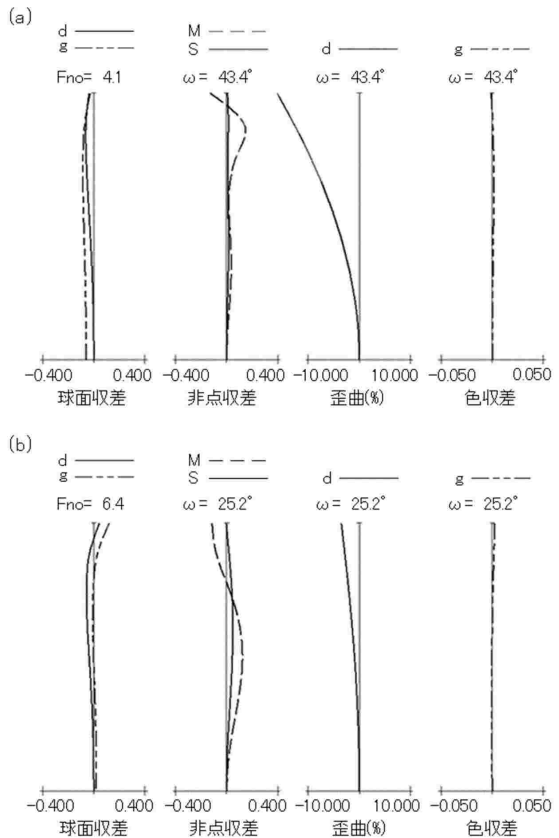 (a)
d M
g S d g
Fno= 4.1 ω= 43.4° ω= 43.4° ω= 43.4°
-0.400 0.400 -0.400 0.400 -10.000 10.000 -0.050 0.050
球面収差 非点収差 歪曲(%) 色収差
(b)
d M
g S d g
Fno= 6.4 ω= 25.2° ω= 25.2° ω= 25.2°
-0.400 0.400 -0.400 0.400 -10.000 10.000 -0.050 0.050
球面収差 非点収差 歪曲(%) 色収差